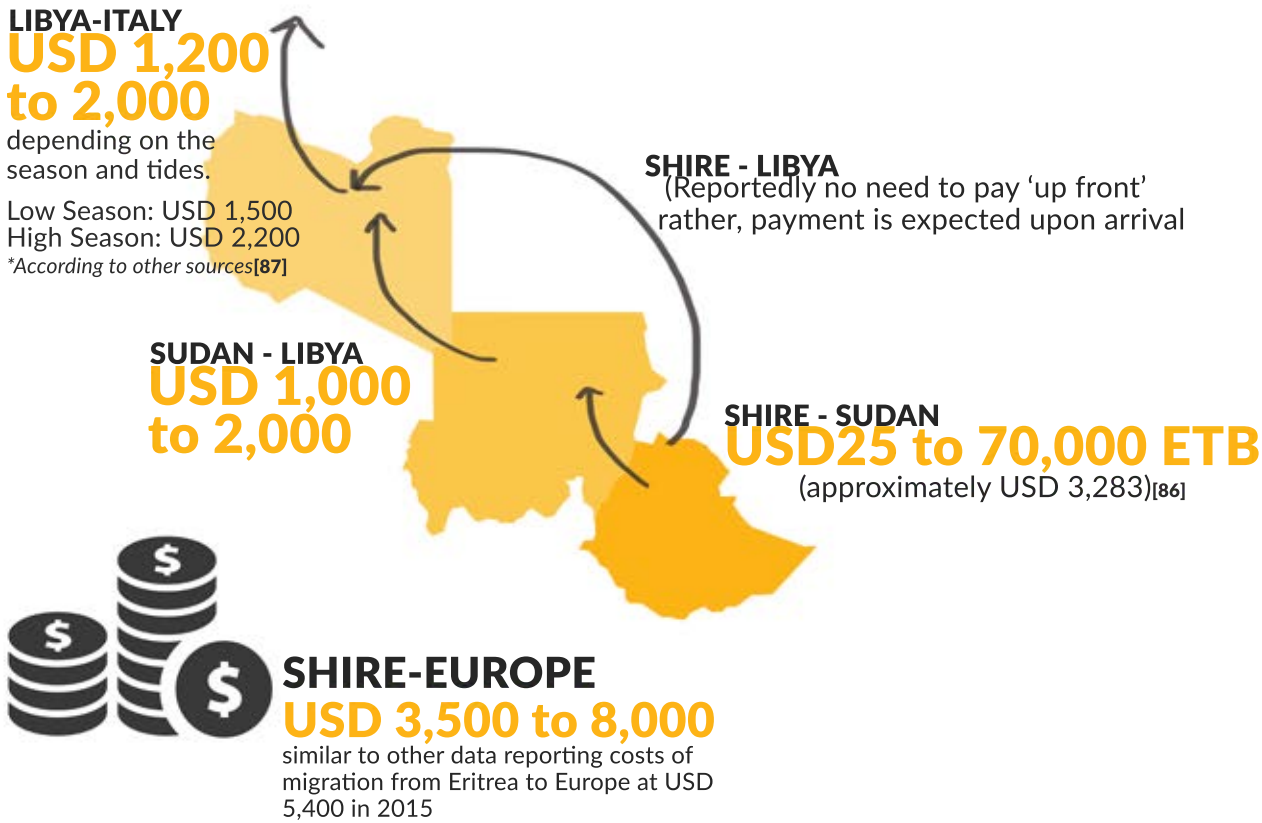 LIBYA-ITALY
USD 1,200
to 2,000
depending on the
season and tides.
Low Season: USD 1,500
High Season: USD 2,200
*According to other sources[87]
SHIRE - LIBYA
(Reportedly no need to pay ‘up front’
rather, payment is expected upon arrival
SUDAN - LIBYA
USD 1,000
to 2,000
SHIRE - SUDAN
USD25 to 70,000 ETB
(approximately USD 3,283)[86]
$
$
$
SHIRE-EUROPE
USD 3,500 to 8,000
similar to other data reporting costs of
migration from Eritrea to Europe at USD
5,400 in 2015